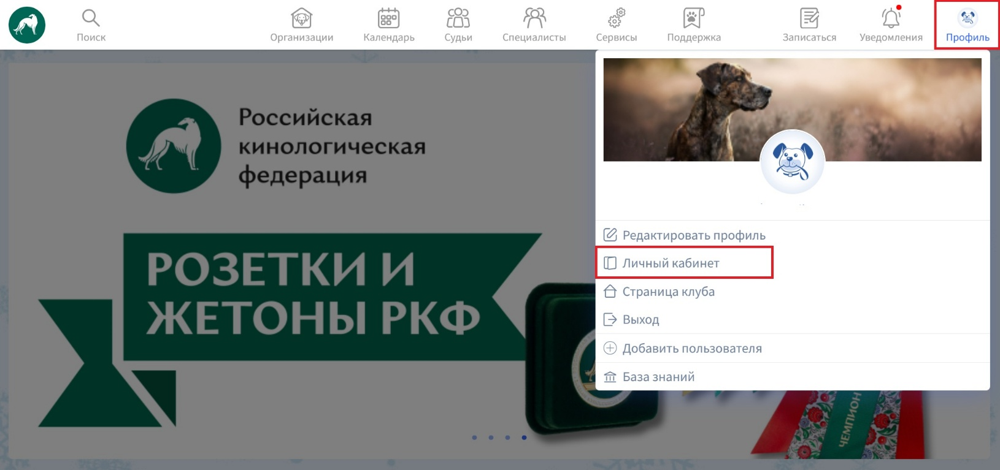 Поиск
Организации
Календарь
Судьи
Специалисты
Сервисы
Поддержка
Записаться
Уведомления
Профиль
Российская
кинологическая
федерация
РОЗЕТКИ И
ЖЕТОНЫ РКФ
Редактировать профиль
Личный кабинет
Страница клуба
Выход
Добавить пользователя
База знаний
ЧЕМПИОН